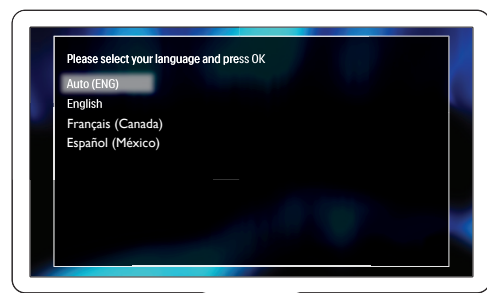 Please select your language and press OK
Auto (ENG)
English
Français (Canada)
Español (México)